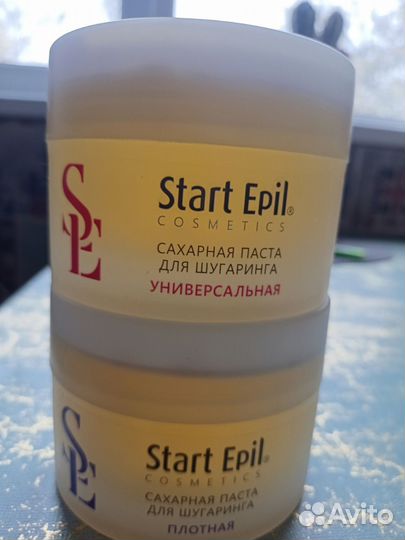 SE
Start Epil®
COSMETICS
САХАРНАЯ ПАСТА
ДЛЯ ШУГАРИНГА
УНИВЕРСАЛЬНАЯ
SE
Start Epil®
COSMETICS
САХАРНАЯ ПАСТА
ДЛЯ ШУГАРИНГА
ПЛОТНАЯ
Avito